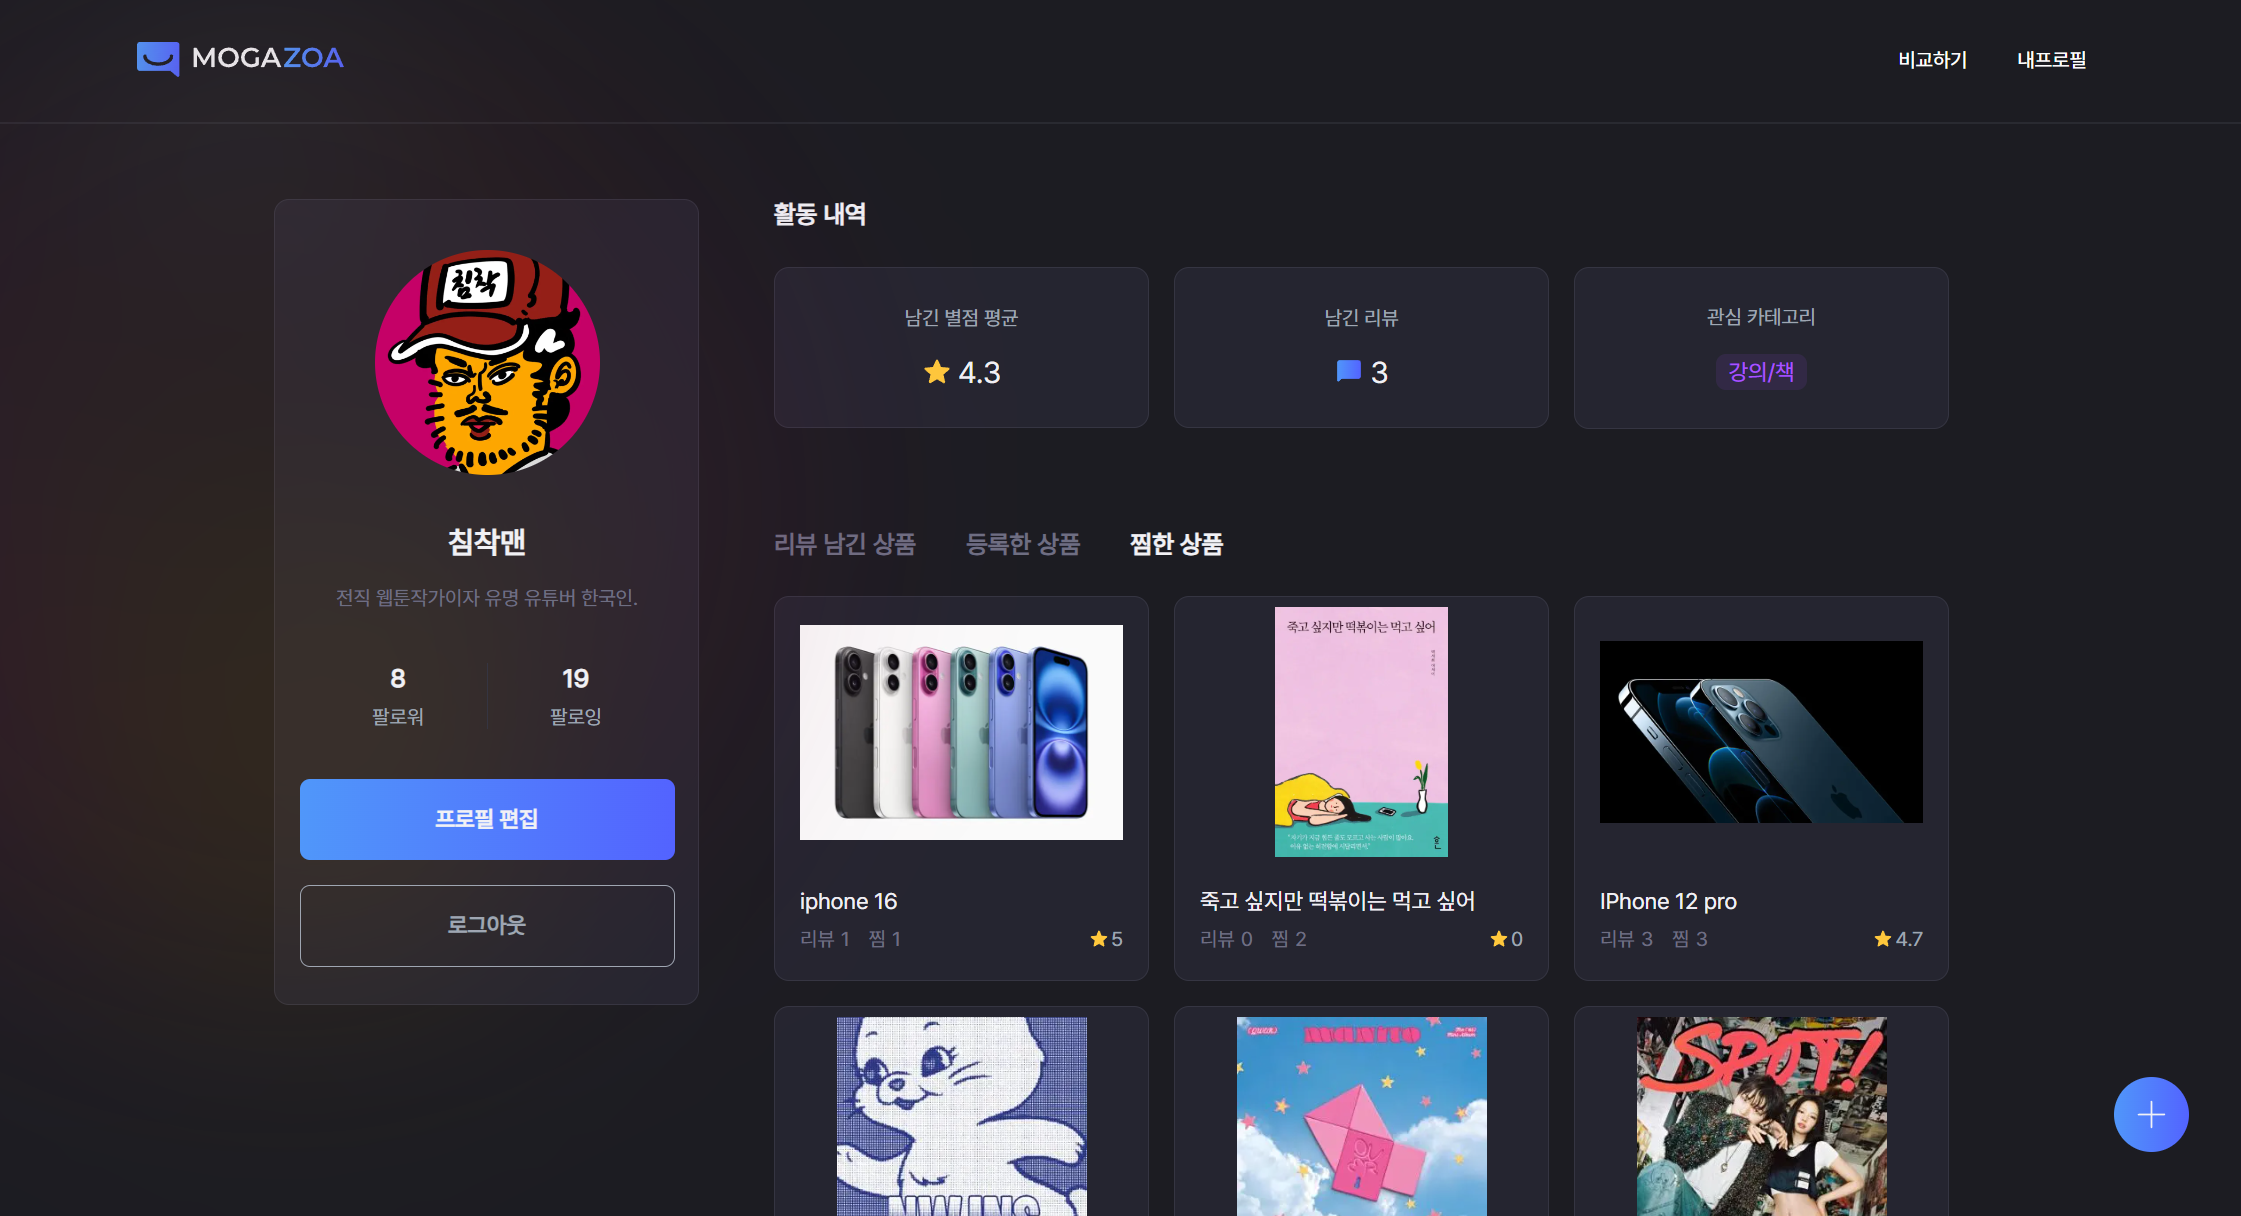 MOGAZOA
비교하기
내프로필
침착
침착맨
전직 웹툰작가이자 유명 유튜버 한국인.
8
팔로워
19
팔로잉
프로필 편집
로그아웃
활동 내역
남긴 별점 평균
4.3
남긴 리뷰
3
관심 카테고리
강의/책
리뷰 남긴 상품
등록한 상품
찜한 상품
iphone 16
리뷰 1 찜 1
5
죽고 싶지만 떡볶이는 먹고 싶어
죽고 싶지만 떡볶이는 먹고 싶어
리뷰 0 찜 2
0
IPhone 12 pro
리뷰 3 찜 3
4.7
MANITO
SPOT!